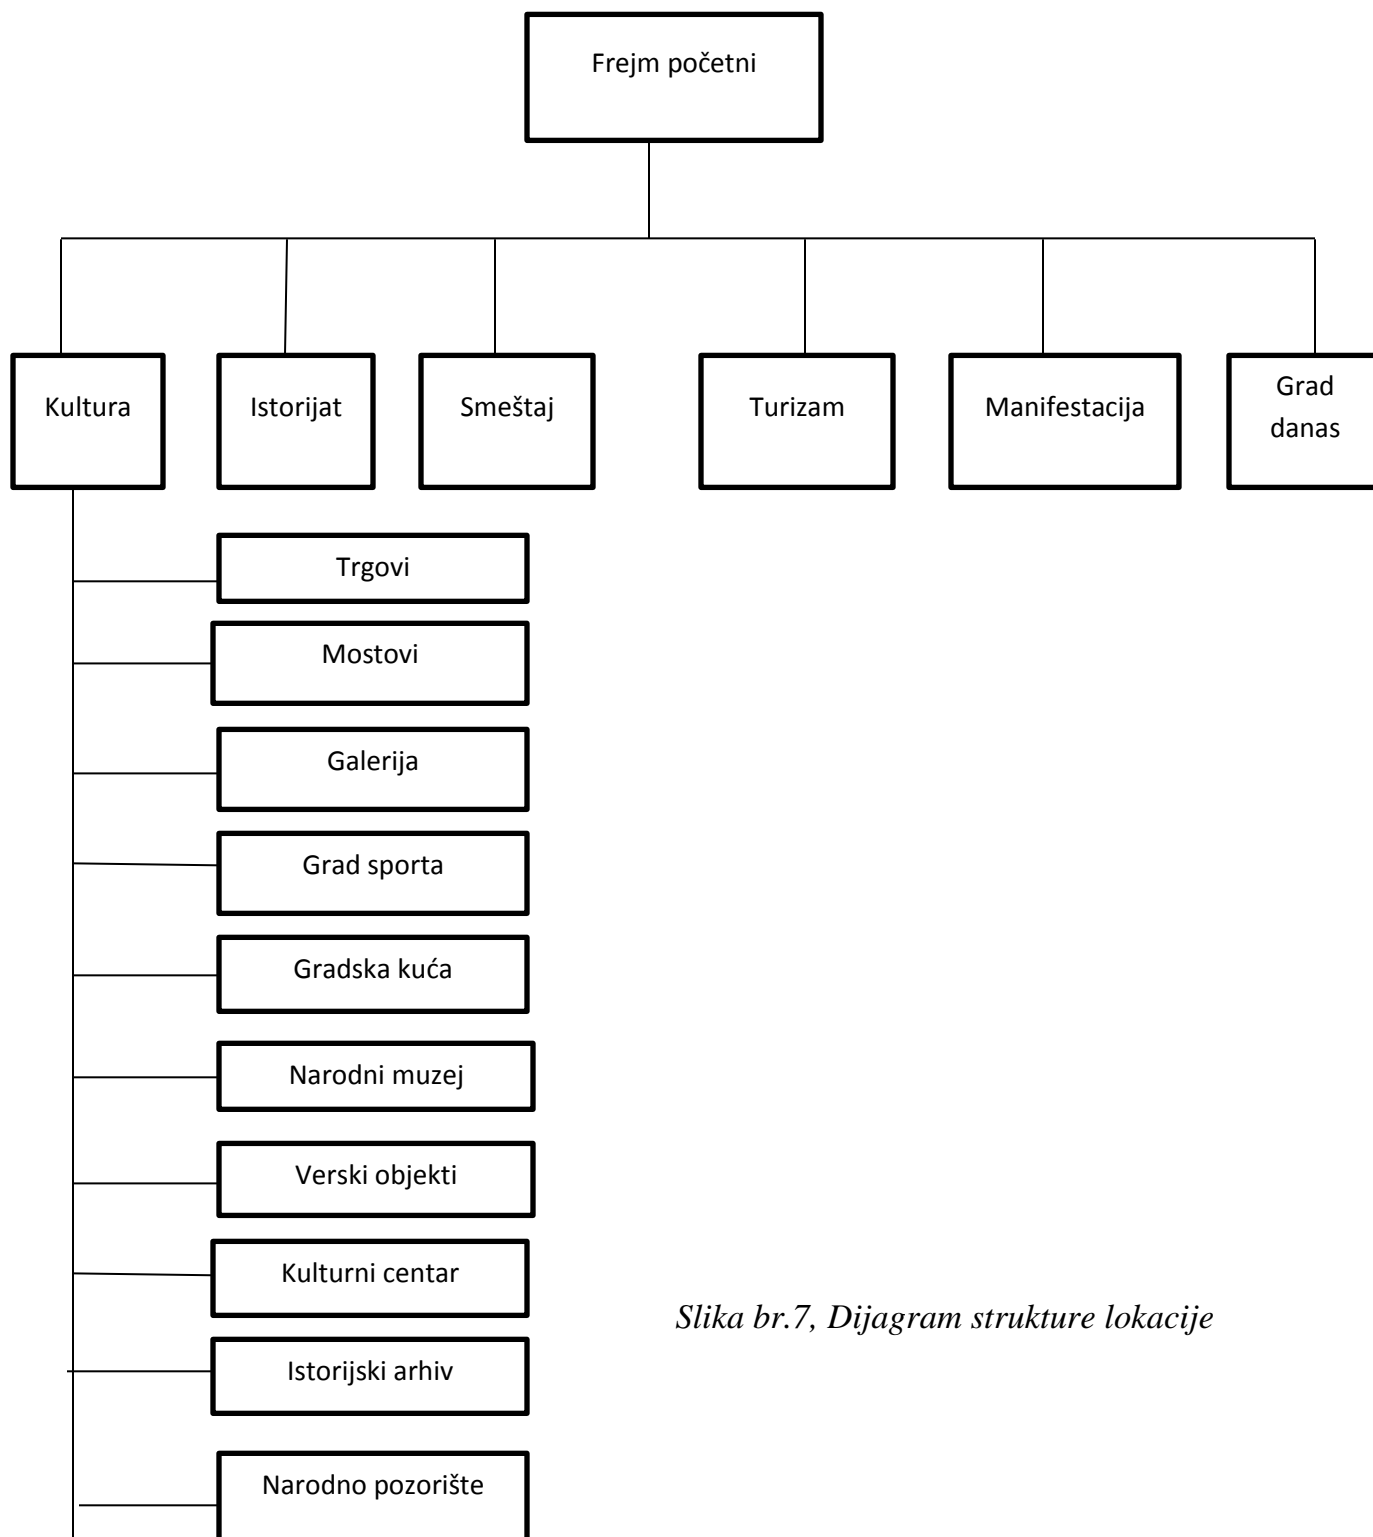 Frejm početni
Kultura
Istorijat
Smeštaj
Turizam
Manifestacija
Grad
danas
Trgovi
Mostovi
Galerija
Grad sporta
Gradska kuća
Narodni muzej
Verski objekti
Kulturni centar
Slika br.7, Dijagram strukture lokacije
Istorijski arhiv
Narodno pozorište